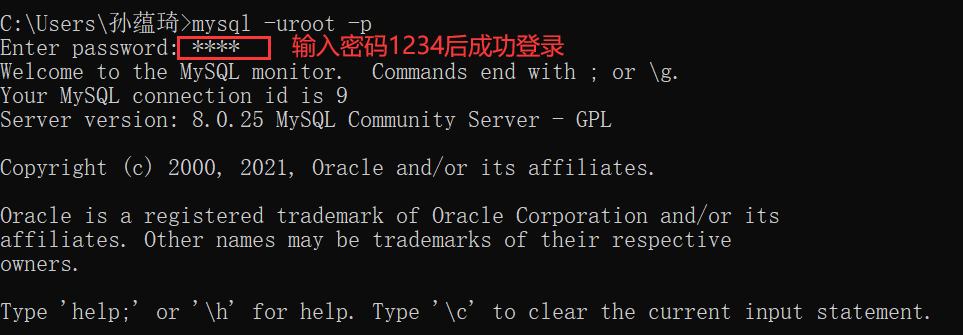 C:\Users\孙蕴琦>mysql -uroot -p
Enter password: **** 输入密码1234后成功登录
Welcome to the MySQL monitor.  Commands end with ; or \g.
Your MySQL connection id is 9
Server version: 8.0.25 MySQL Community Server - GPL
Copyright (c) 2000, 2021, Oracle and/or its affiliates.
Oracle is a registered trademark of Oracle Corporation and/or its
affiliates. Other names may be trademarks of their respective
owners.
Type 'help;' or '\h' for help. Type '\c' to clear the current input statement.